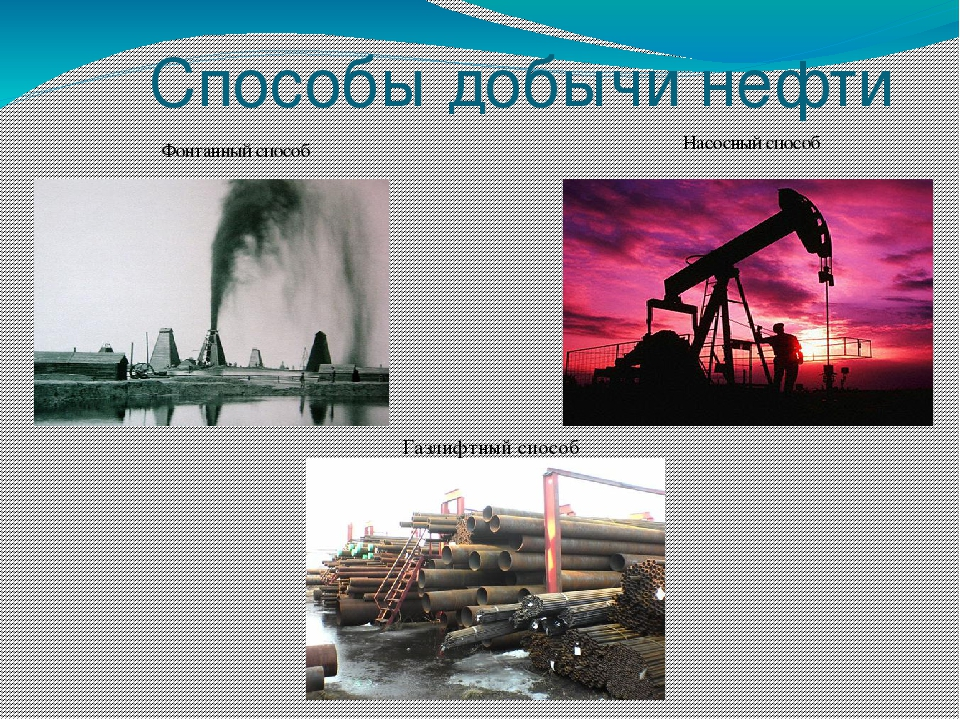 Способы добычи нефти
Фонтанный способ
Насосный способ
Газлифтный способ